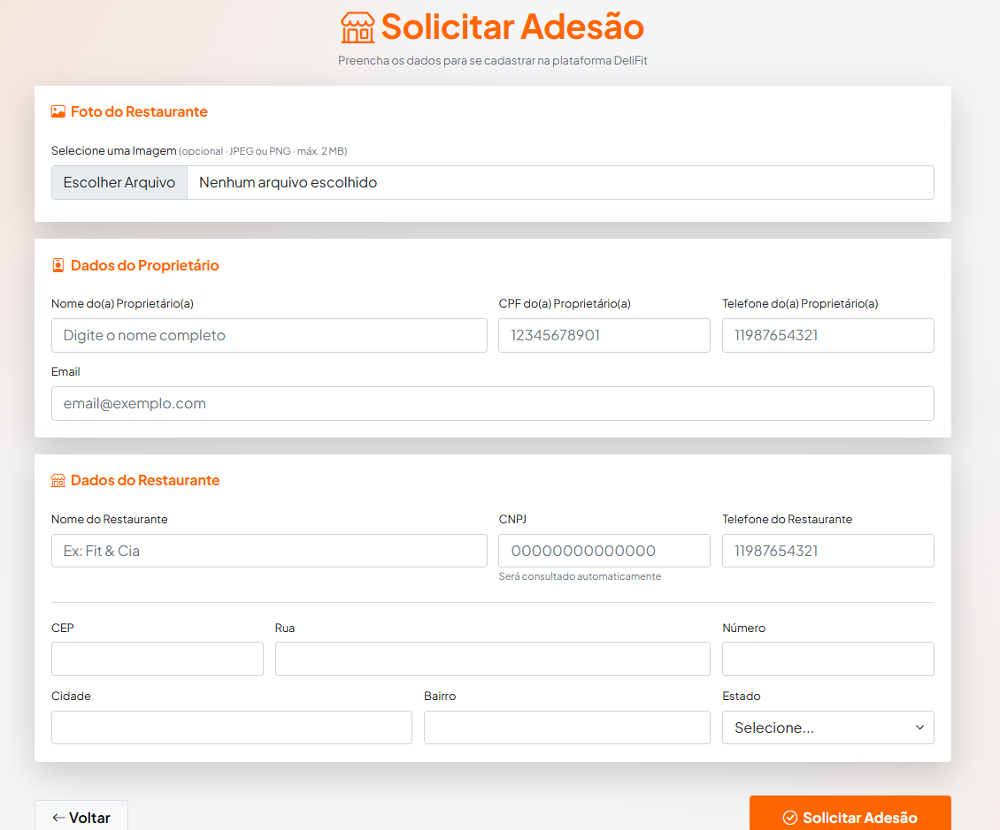 Solicitar Adesão
Preencha os dados para se cadastrar na plataforma DeliFit
Foto do Restaurante
Selecione uma Imagem (opcional · JPEG ou PNG · máx. 2 MB)
Escolher Arquivo Nenhum arquivo escolhido
Dados do Proprietário
Nome do(a) Proprietário(a) CPF do(a) Proprietário(a) Telefone do(a) Proprietário(a)
Digite o nome completo 12345678901 11987654321
Email
email@exemplo.com
Dados do Restaurante
Nome do Restaurante CNPJ Telefone do Restaurante
Ex: Fit & Cia 00000000000000 11987654321
Será consultado automaticamente
CEP Rua Número
Cidade Bairro Estado
Selecione...
Voltar Solicitar Adesão